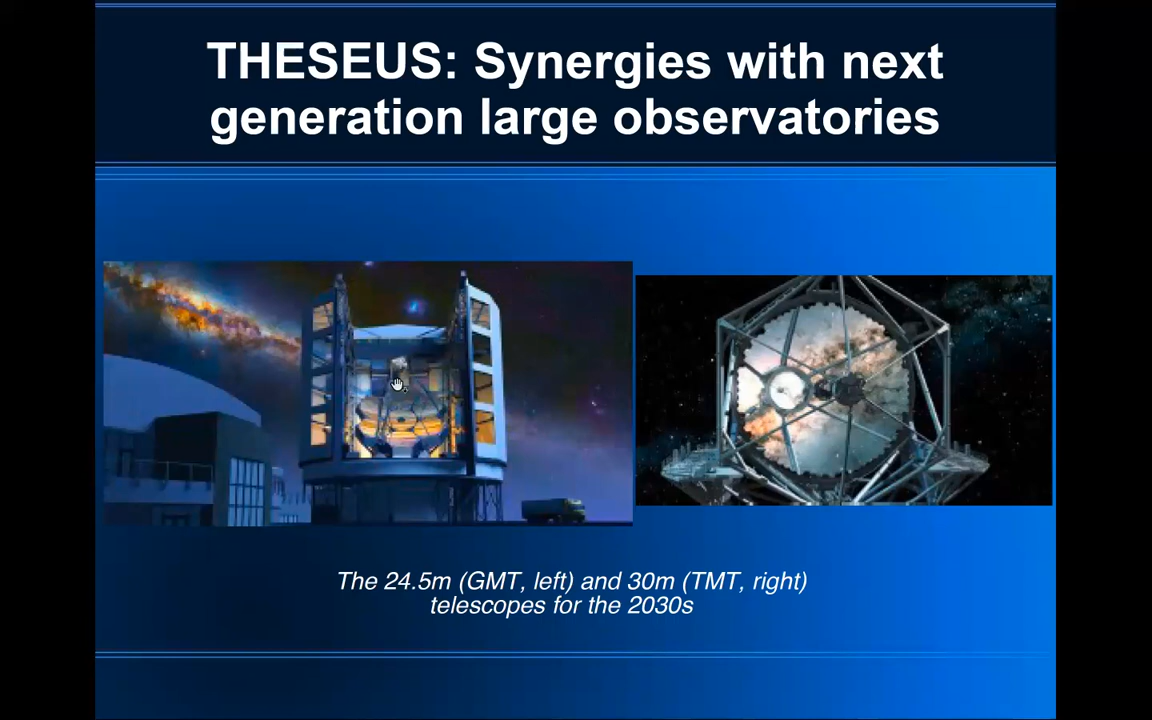 THESEUS: Synergies with next
generation large observatories
The 24.5m (GMT, left) and 30m (TMT, right)
telescopes for the 2030s